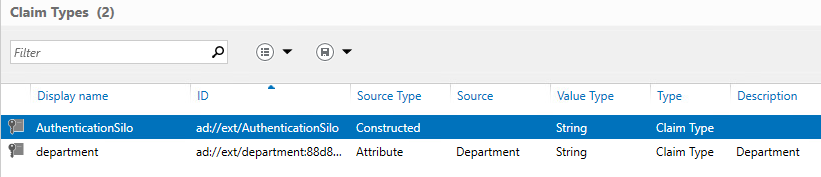 Claim Types (2)
Filter
Display name ID Source Type Source Value Type Type Description
AuthenticationSilo ad://ext/AuthenticationSilo Constructed String Claim Type
department ad://ext/department:88d8... Attribute Department String Claim Type Department